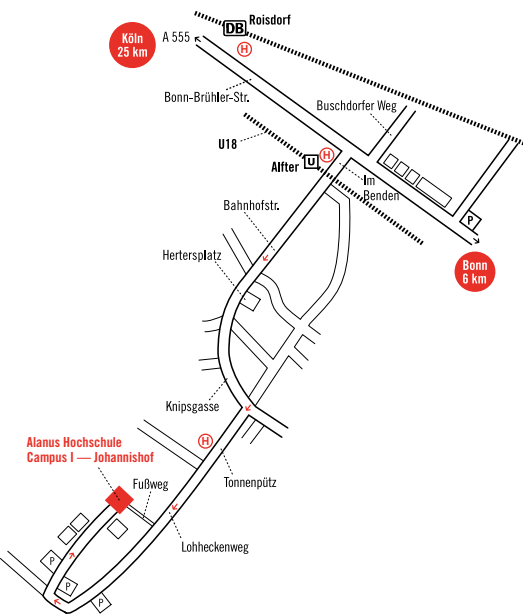 Roisdorf
DB
Köln
25 km
A 555
H
Bonn-Brühler-Str.
Buschdorfer Weg
U18
Alfter
U
H
Im
Benden
Bahnhofstr.
P
Hertersplatz
Bonn
6 km
Knipsgasse
H
Alanus Hochschule
Campus I — Johannishof
Tonnenpütz
Fußweg
Lohheckenweg
P
P
P